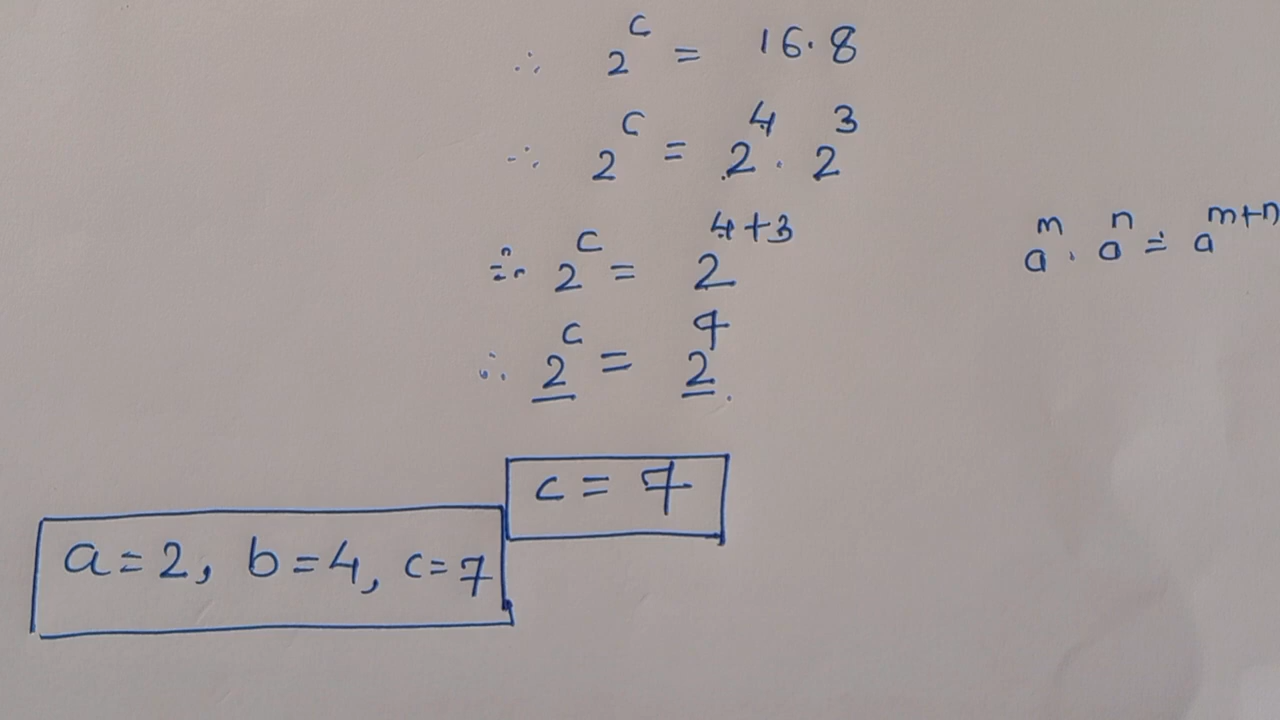 ∴ 2^c = 16.8
∴ 2^c = 2^4 . 2^3
∴ 2^c = 2^(4+3)
a^m . a^n = a^(m+n)
∴ 2^c = 2^7
c = 7
a=2, b=4, c=7